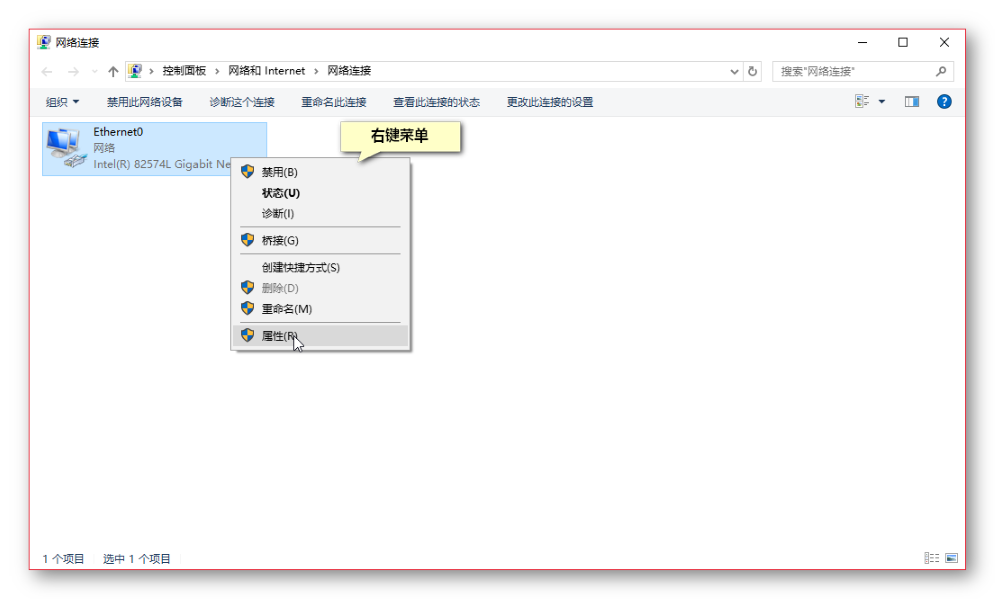 网络连接
控制面板 › 网络和 Internet › 网络连接
搜索"网络连接"
组织 禁用此网络设备 诊断这个连接 重命名此连接 查看此连接的状态 更改此连接的设置
Ethernet0
网络
Intel(R) 82574L Gigabit Ne
右键菜单
禁用(B)
状态(U)
诊断(I)
桥接(G)
创建快捷方式(S)
删除(D)
重命名(M)
属性(R)
1 个项目 选中 1 个项目